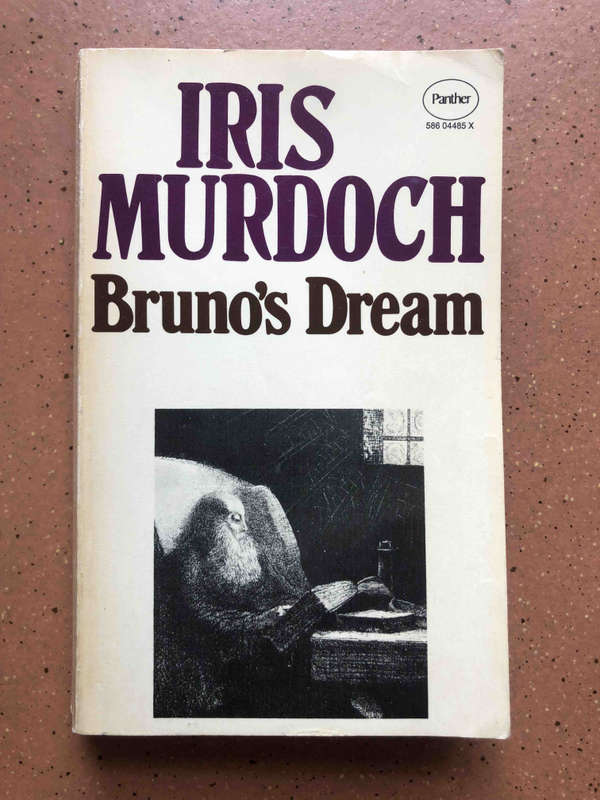 Panther
586 04485 X
IRIS
MURDOCH
Bruno's Dream